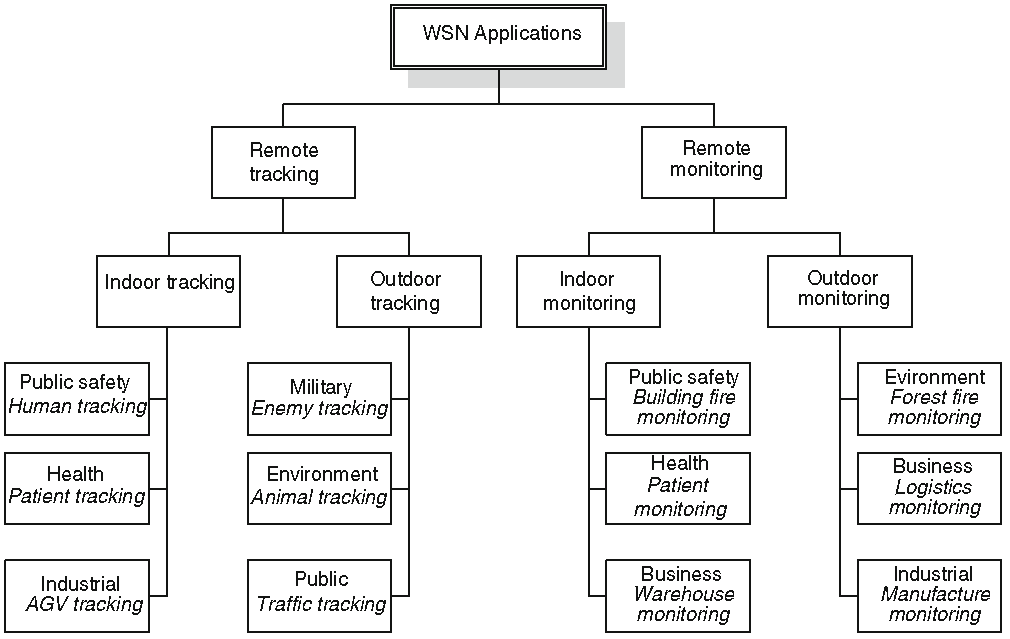 WSN Applications
Remote
tracking
Remote
monitoring
Indoor tracking
Outdoor
tracking
Indoor
monitoring
Outdoor
monitoring
Public safety
Human tracking
Military
Enemy tracking
Public safety
Building fire
monitoring
Evironment
Forest fire
monitoring
Health
Patient tracking
Environment
Animal tracking
Health
Patient
monitoring
Business
Logistics
monitoring
Industrial
AGV tracking
Public
Traffic tracking
Business
Warehouse
monitoring
Industrial
Manufacture
monitoring